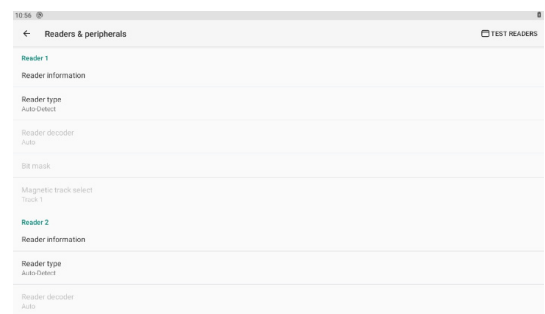 10:56
Readers & peripherals
TEST READERS
Reader 1
Reader information
Reader type
Auto-Detect
Reader decoder
Auto
Bit mask
Magnetic track select
Track 1
Reader 2
Reader information
Reader type
Auto-Detect
Reader decoder
Auto